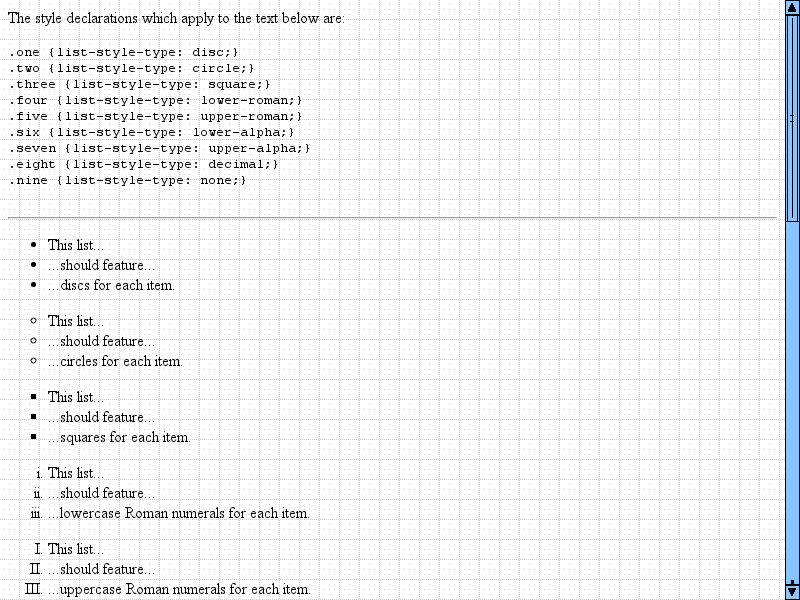 The style declarations which apply to the text below are:
.one {list-style-type: disc;}
.two {list-style-type: circle;}
.three {list-style-type: square;}
.four {list-style-type: lower-roman;}
.five {list-style-type: upper-roman;}
.six {list-style-type: lower-alpha;}
.seven {list-style-type: upper-alpha;}
.eight {list-style-type: decimal;}
.nine {list-style-type: none;}
• This list...
• ...should feature...
• ...discs for each item.
○ This list...
○ ...should feature...
○ ...circles for each item.
▪ This list...
▪ ...should feature...
▪ ...squares for each item.
i. This list...
ii. ...should feature...
iii. ...lowercase Roman numerals for each item.
I. This list...
II. ...should feature...
III. ...uppercase Roman numerals for each item.